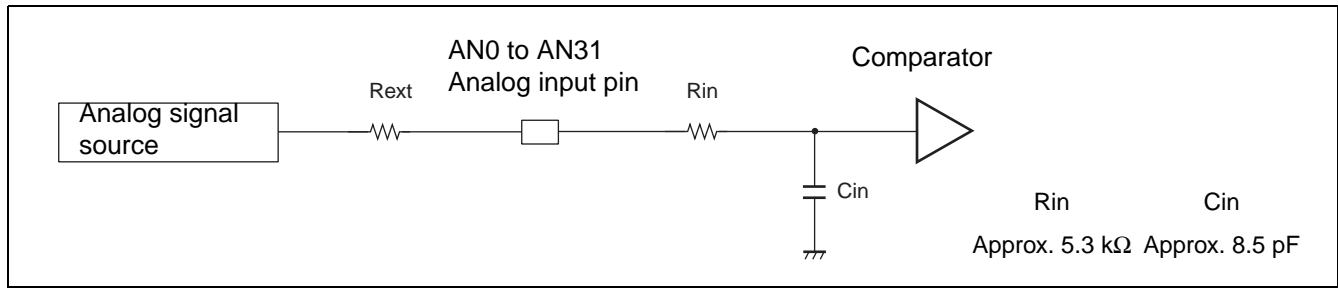 AN0 to AN31
Analog input pin
Comparator
Rext
Rin
Analog signal
source
Cin
Rin Cin
Approx. 5.3 kΩ Approx. 8.5 pF